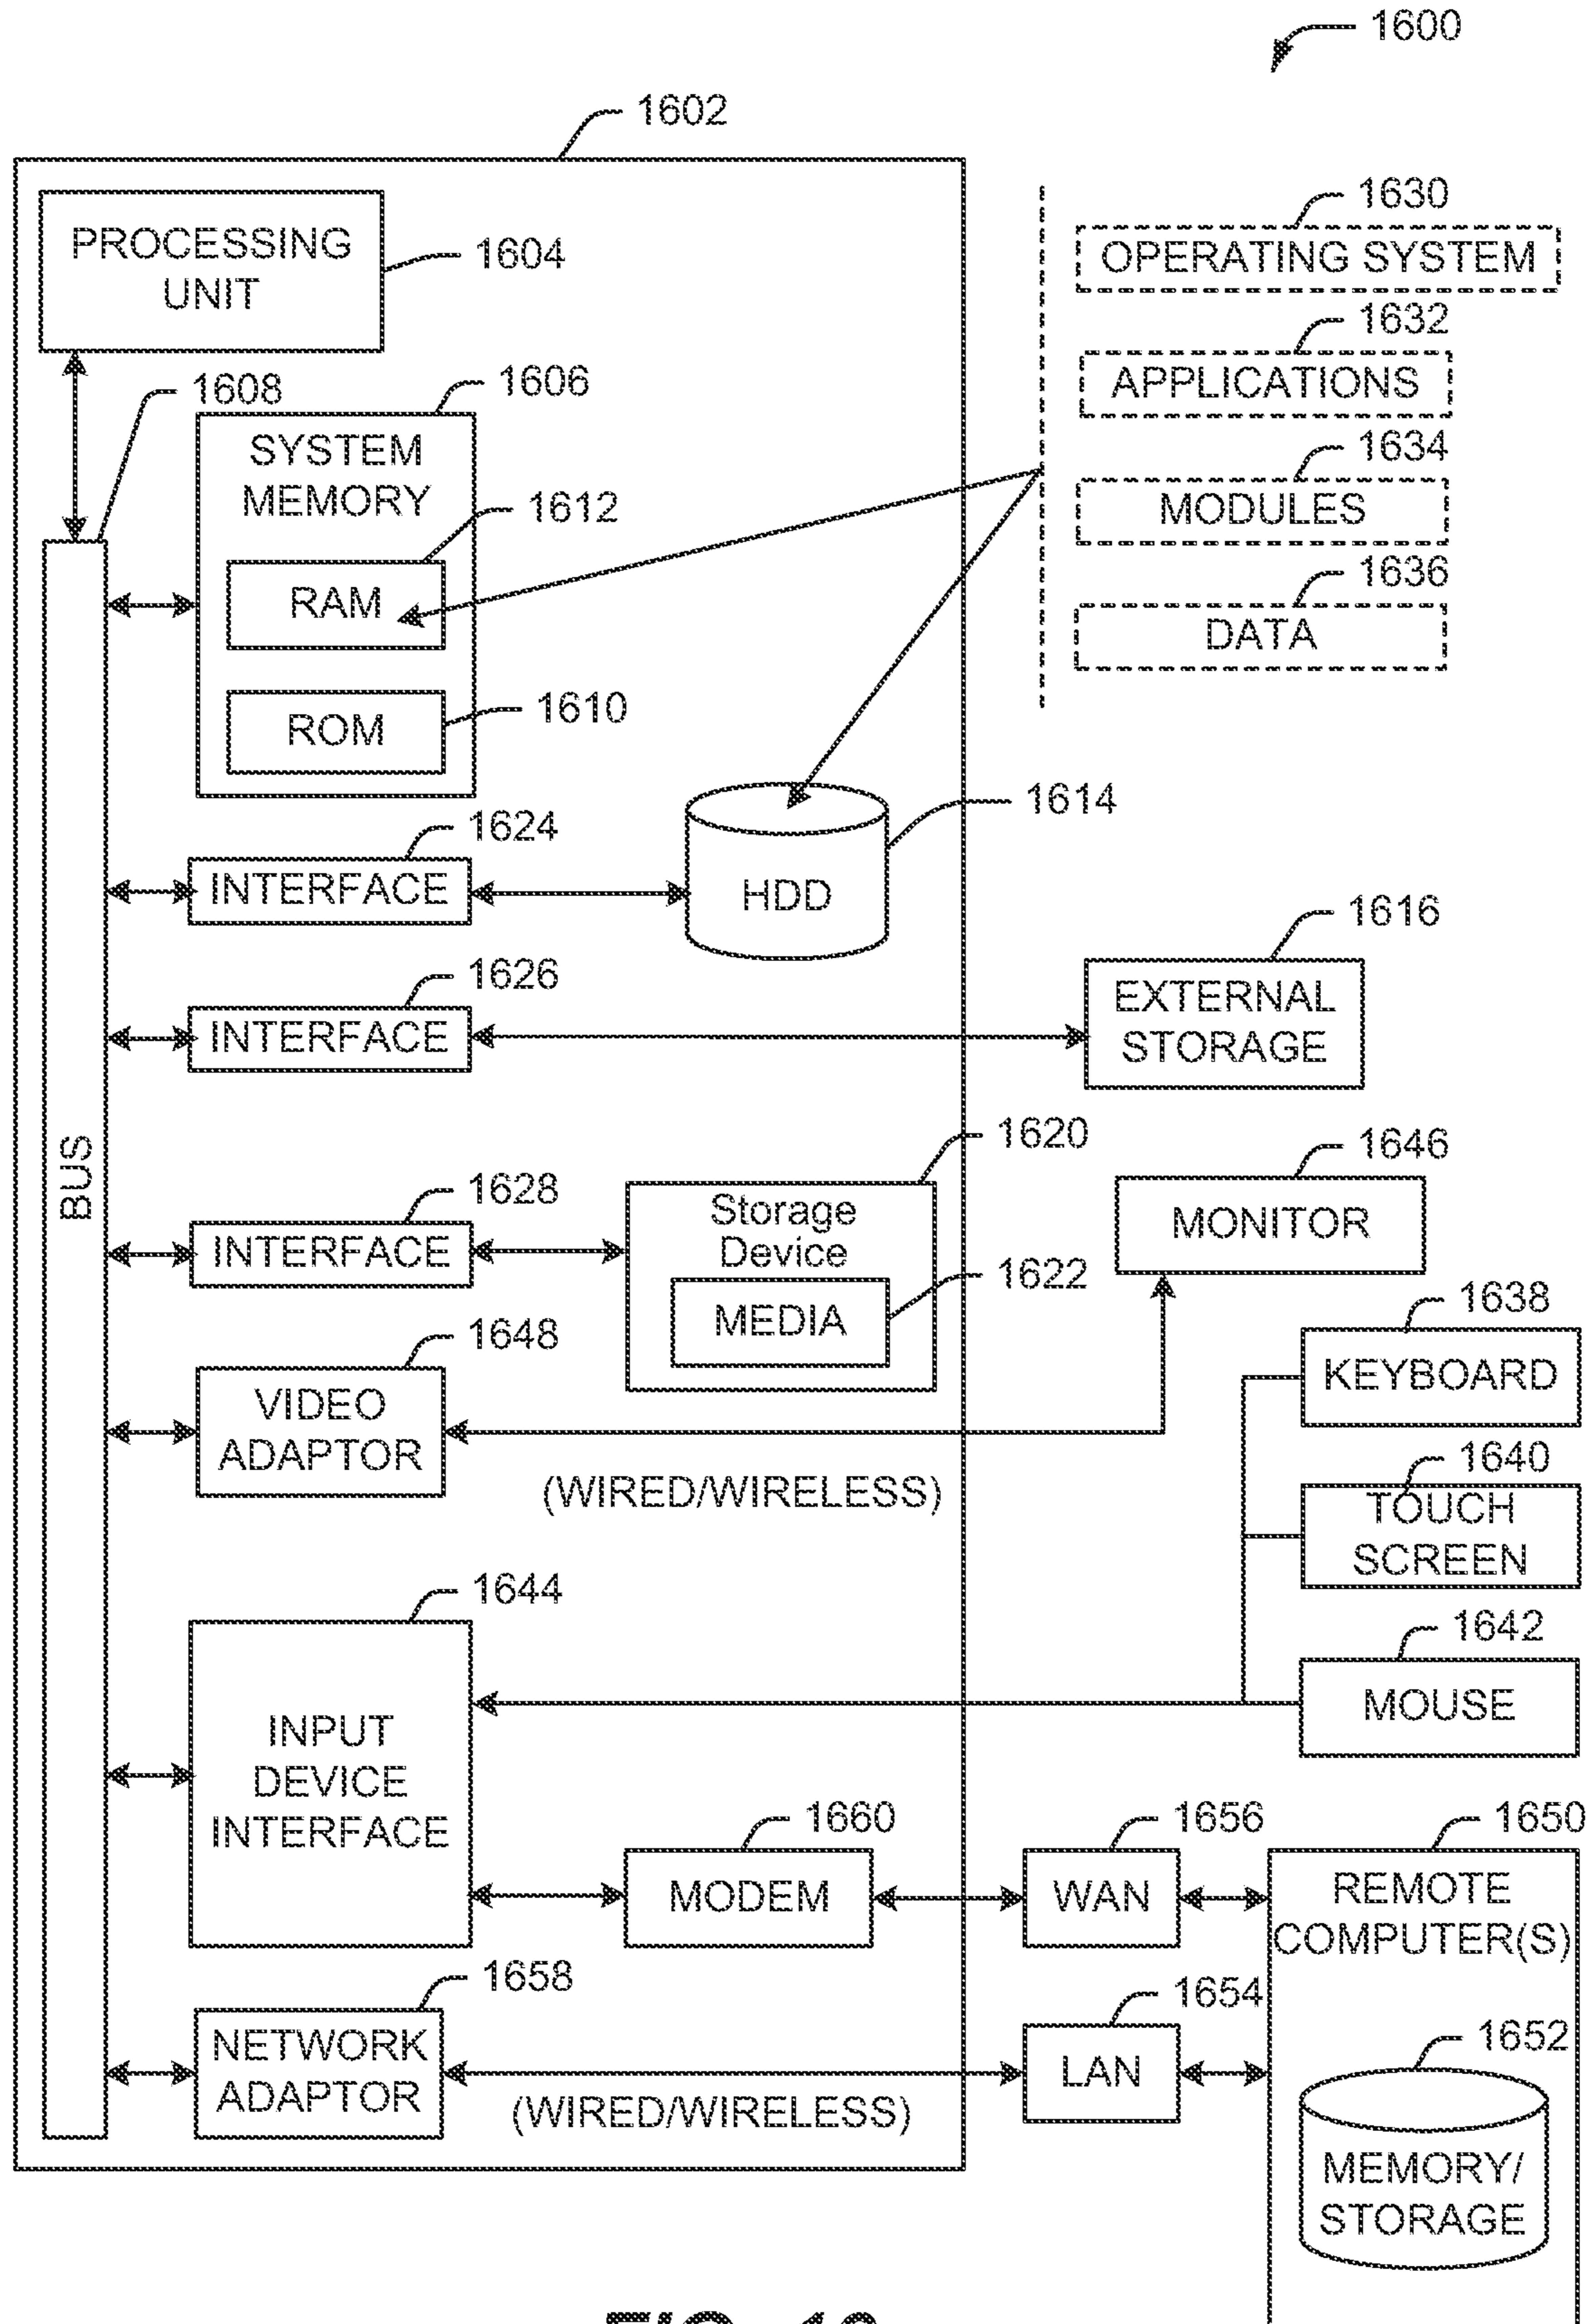 1600
1602
PROCESSING
UNIT
1604
1630
OPERATING SYSTEM
1632
APPLICATIONS
1634
MODULES
1636
DATA
1608
1606
SYSTEM
MEMORY
1612
RAM
1610
ROM
1614
HDD
1624
INTERFACE
1616
EXTERNAL
STORAGE
1626
INTERFACE
BUS
1620
Storage
Device
1622
MEDIA
1628
INTERFACE
1646
MONITOR
1648
VIDEO
ADAPTOR
(WIRED/WIRELESS)
1638
KEYBOARD
1640
TOUCH
SCREEN
1642
MOUSE
1644
INPUT
DEVICE
INTERFACE
1660
MODEM
1656
WAN
1650
REMOTE
COMPUTER(S)
1658
NETWORK
ADAPTOR
(WIRED/WIRELESS)
1654
LAN
1652
MEMORY/
STORAGE